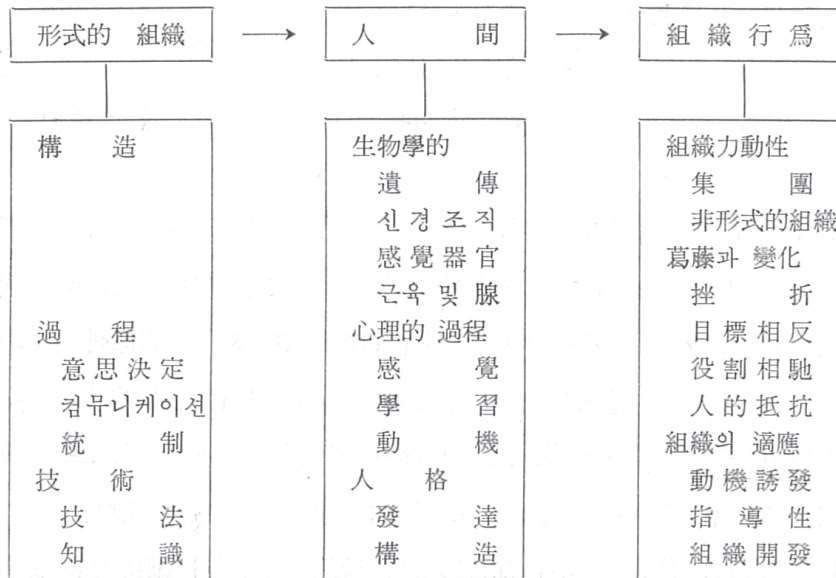 形式的 組織 → 人間 → 組織行爲
構造
過程
意思決定
컴뮤니케이션
統制
技術
技法
知識
生物學的
遺傳
신경조직
感覺器官
근육 및 腺
心理的 過程
感覺
學習
動機
人格
發達
構造
組織力動性
集團
非形式的組織
葛藤과 變化
挫折
目標相反
役割相馳
人的抵抗
組織의 適應
動機誘發
指導性
組織開發